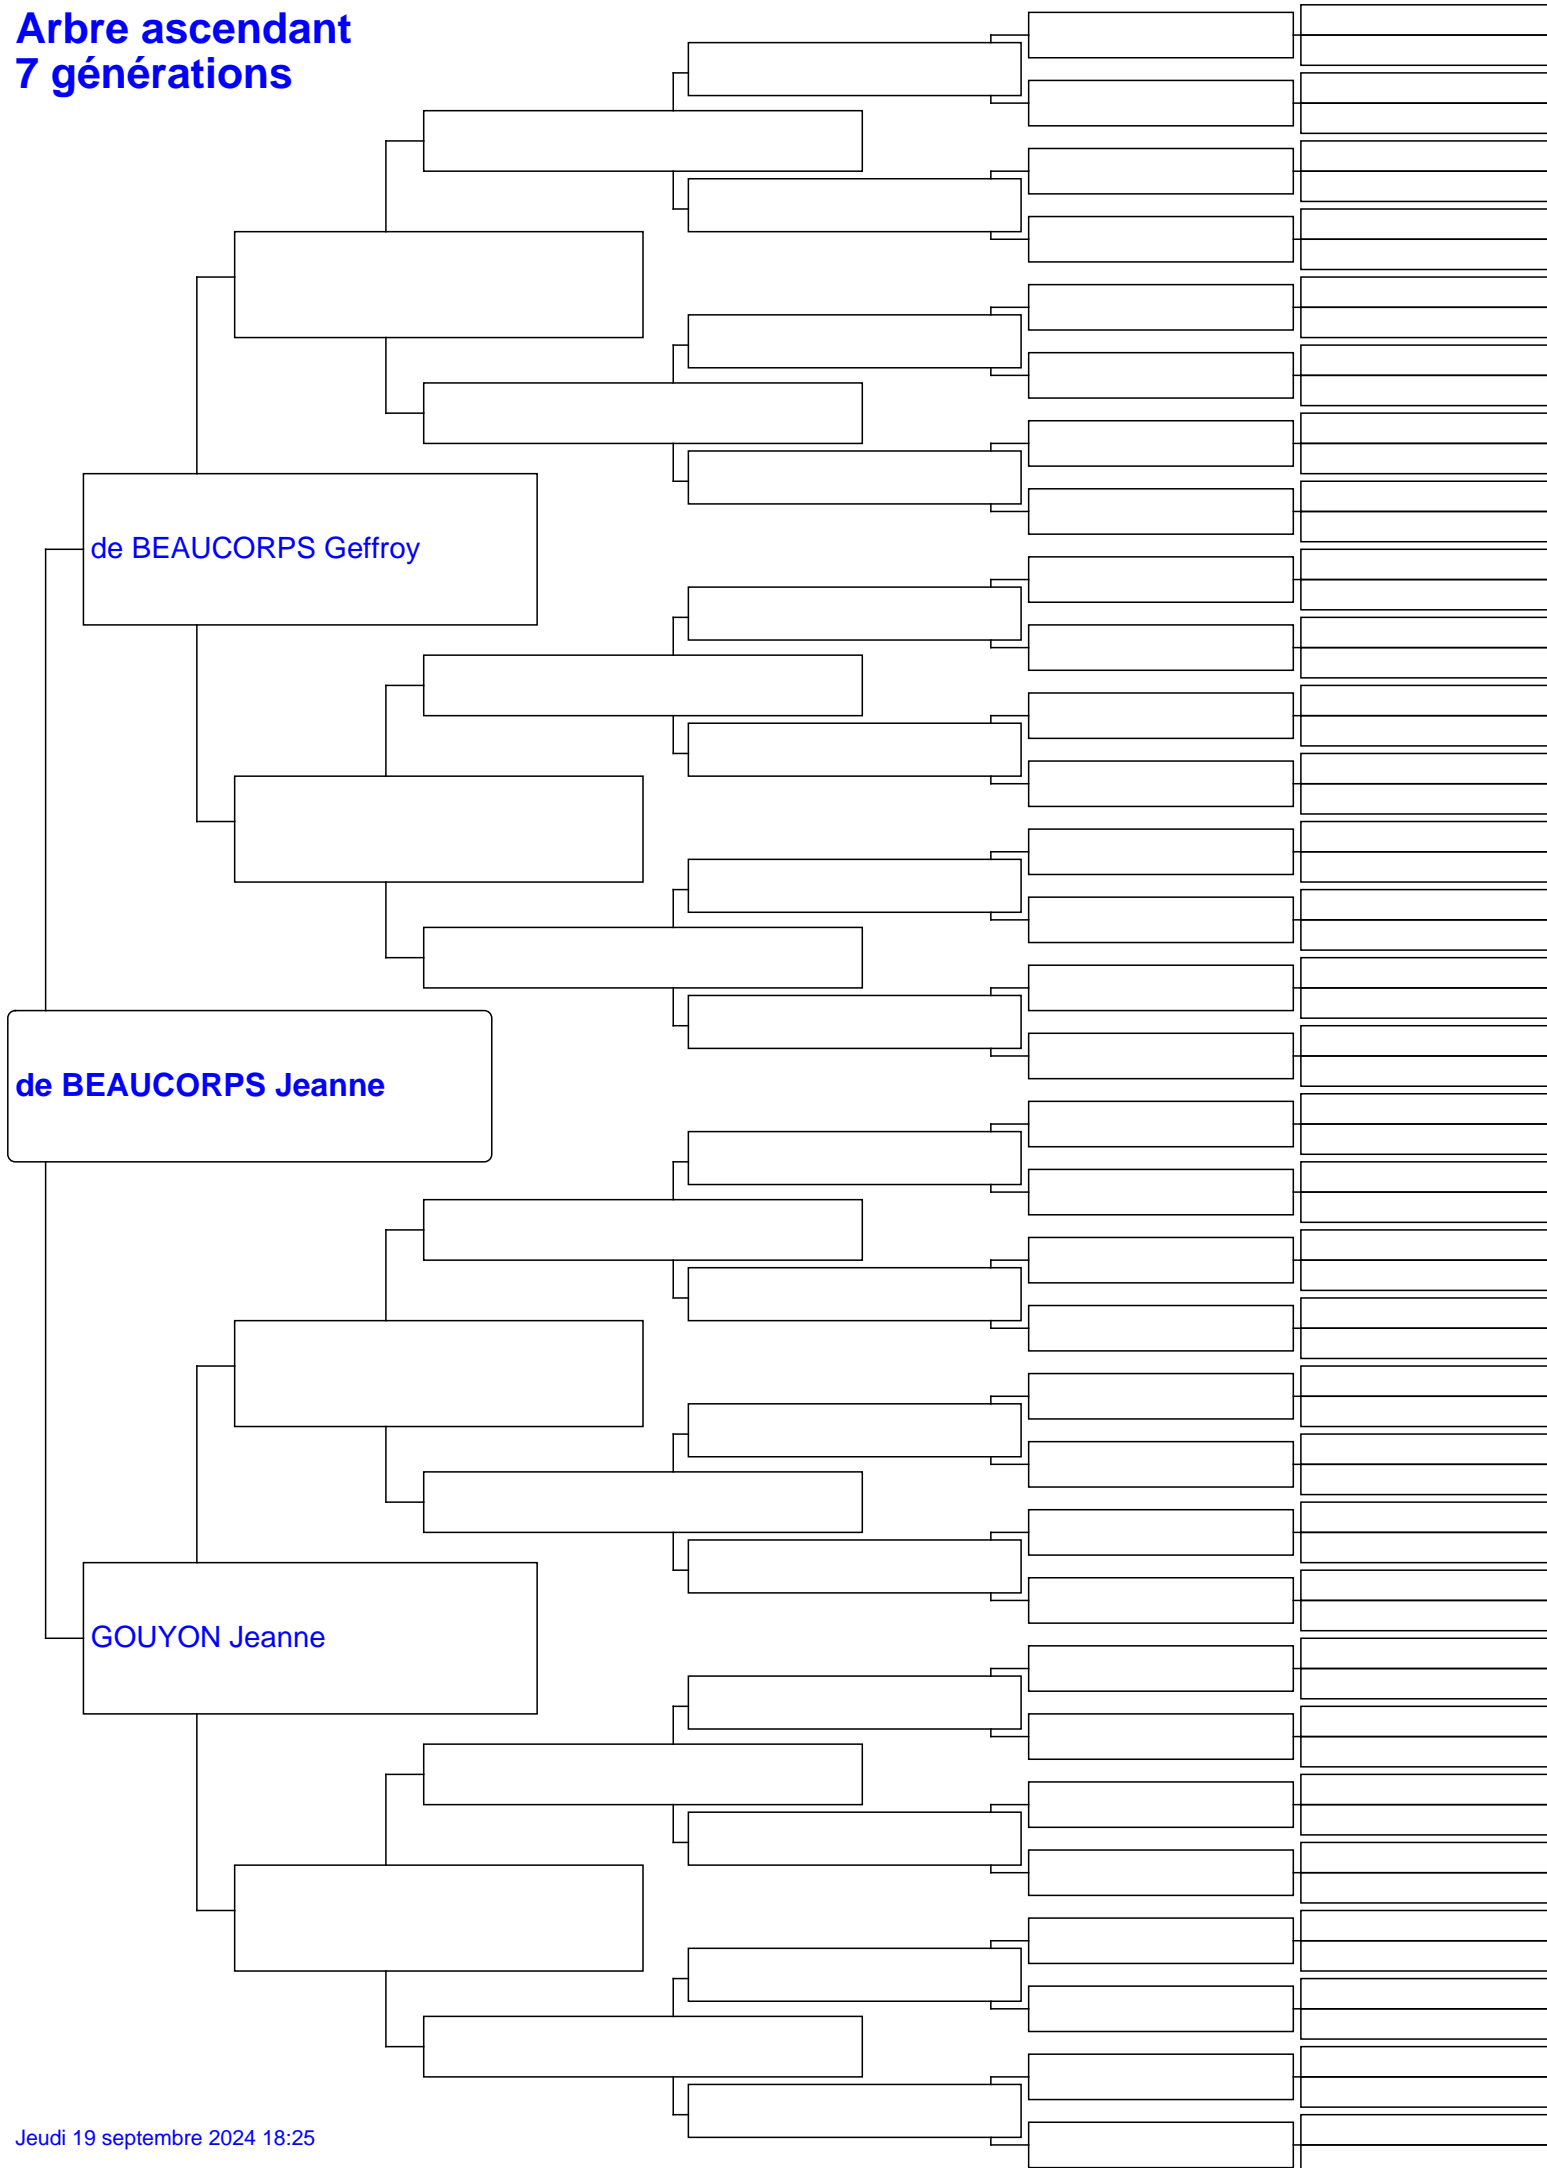 Arbre ascendant
7 générations
de BEAUCORPS Geffroy
de BEAUCORPS Jeanne
GOUYON Jeanne
Jeudi 19 septembre 2024 18:25